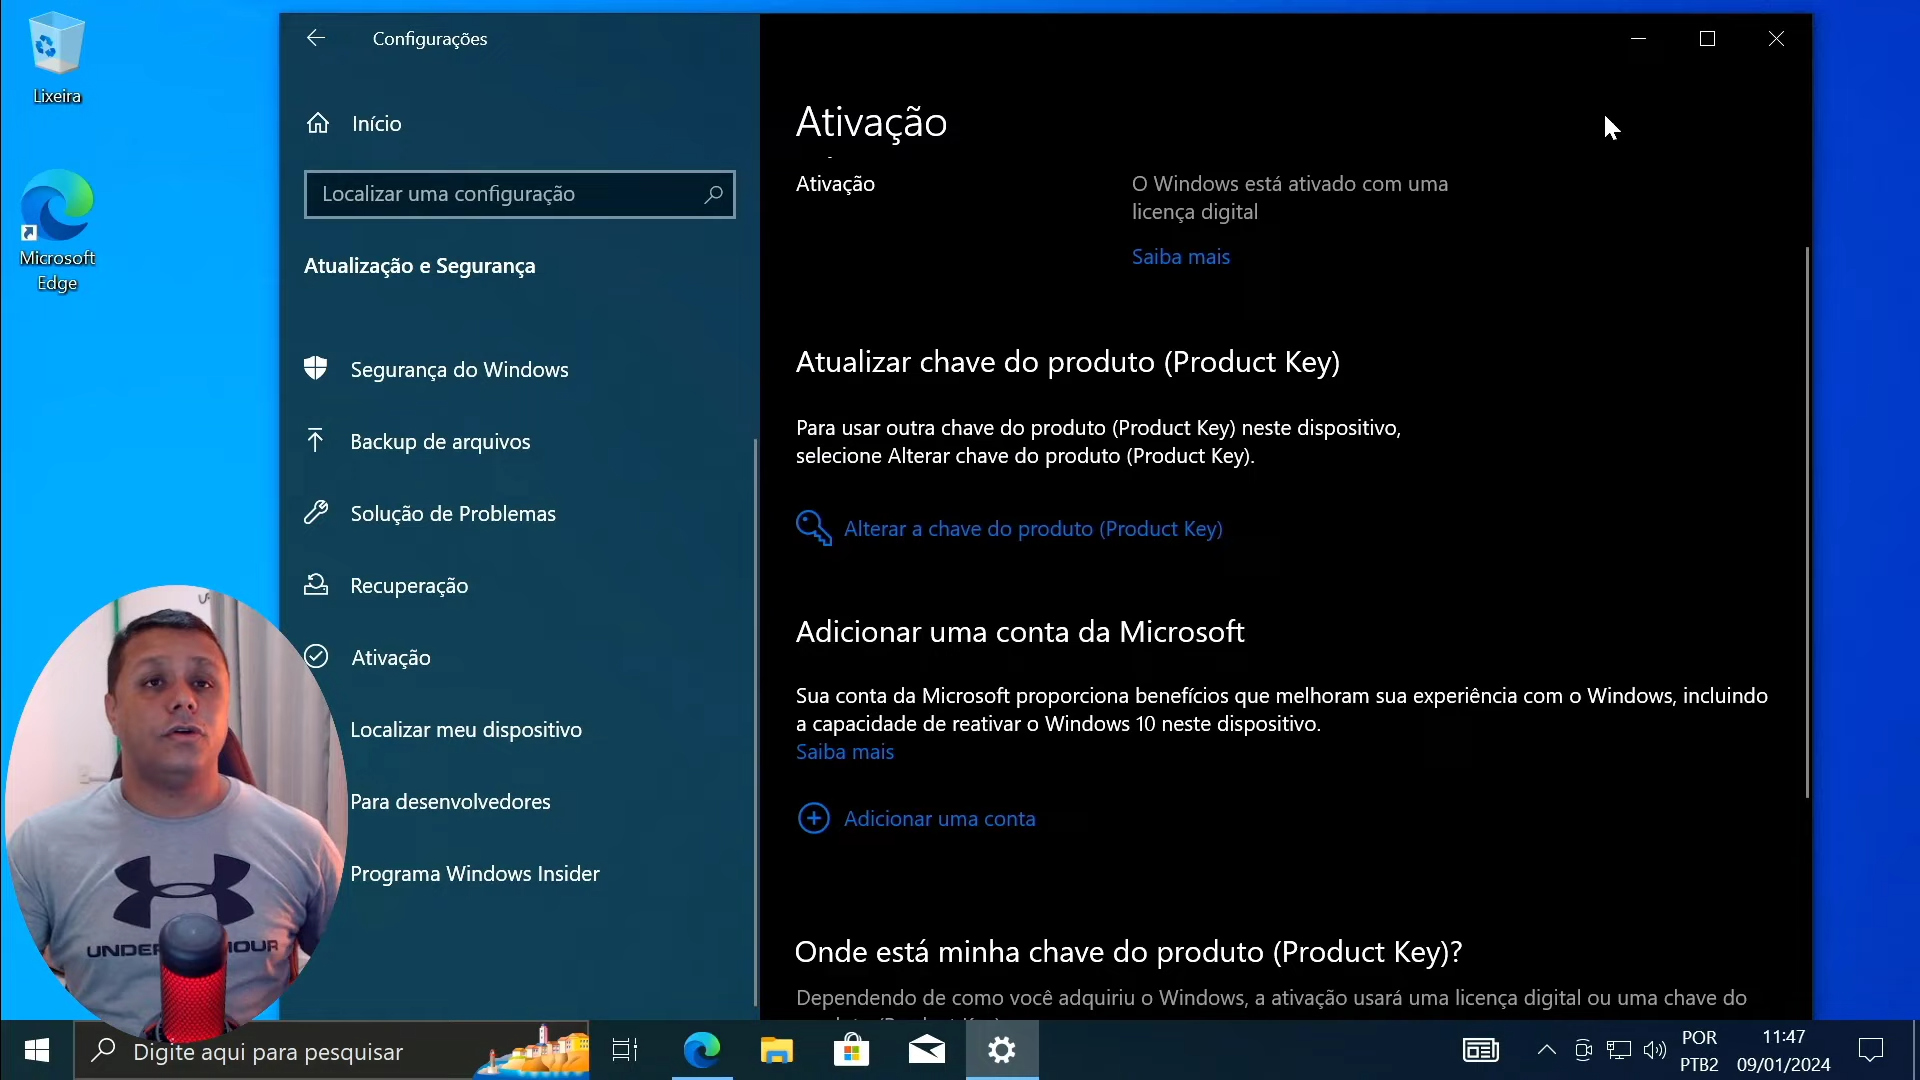 Lixeira
Microsoft
Edge
Configurações
Início
Localizar uma configuração
Atualização e Segurança
Segurança do Windows
Backup de arquivos
Solução de Problemas
Recuperação
Ativação
Localizar meu dispositivo
Para desenvolvedores
Programa Windows Insider
Ativação
Ativação
O Windows está ativado com uma
licença digital
Saiba mais
Atualizar chave do produto (Product Key)
Para usar outra chave do produto (Product Key) neste dispositivo,
selecione Alterar chave do produto (Product Key).
Alterar a chave do produto (Product Key)
Adicionar uma conta da Microsoft
Sua conta da Microsoft proporciona benefícios que melhoram sua experiência com o Windows, incluindo
a capacidade de reativar o Windows 10 neste dispositivo.
Saiba mais
Adicionar uma conta
Onde está minha chave do produto (Product Key)?
Dependendo de como você adquiriu o Windows, a ativação usará uma licença digital ou uma chave do
Digite aqui para pesquisar
POR
PTB2
11:47
09/01/2024